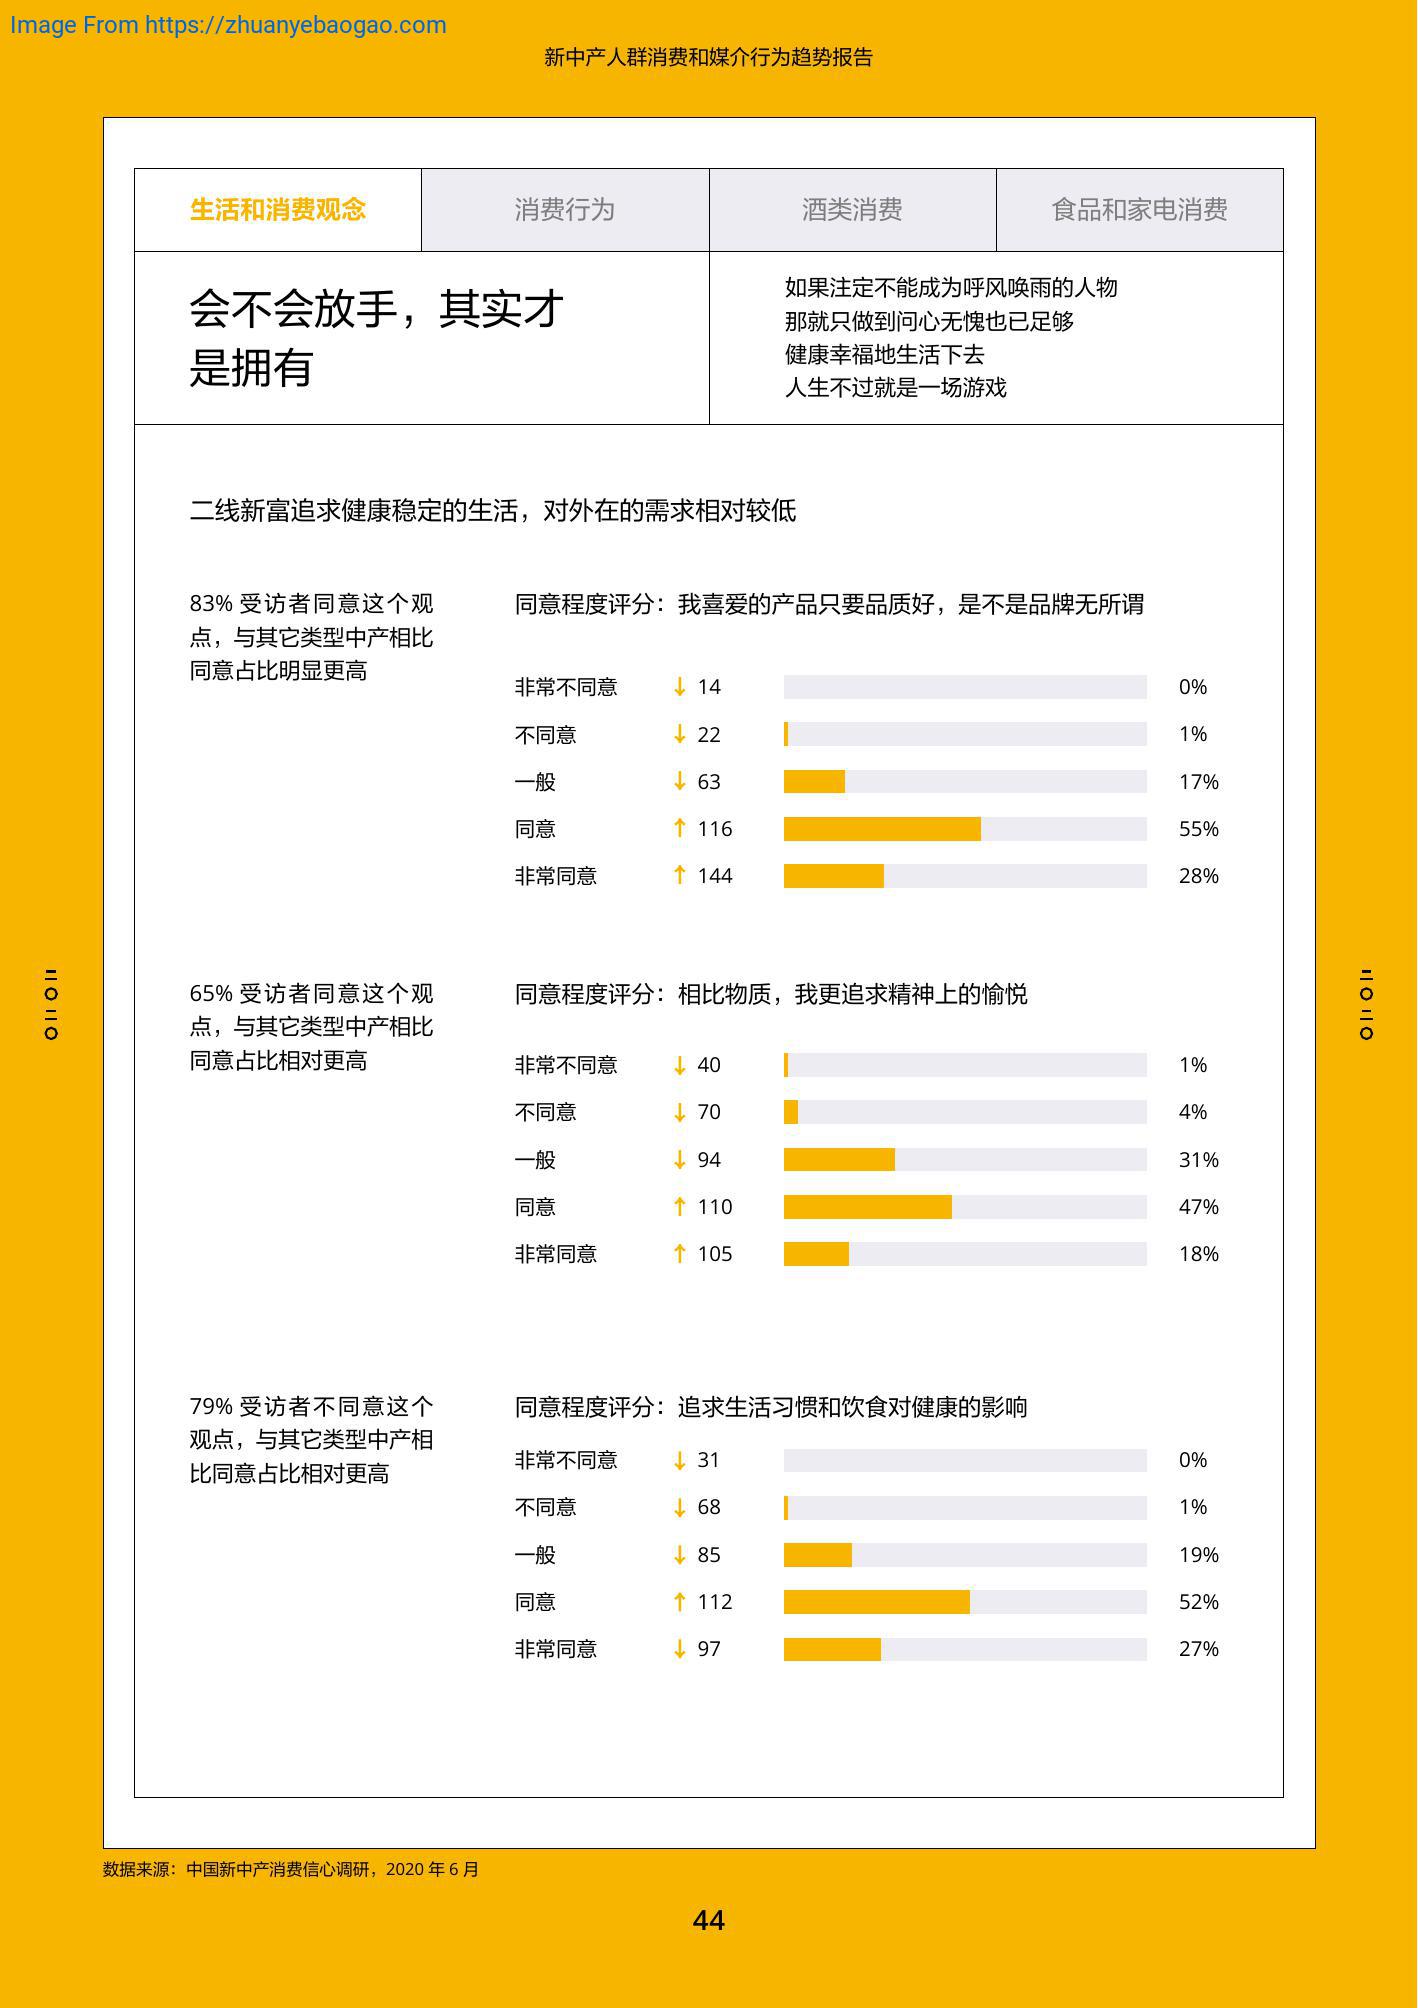 Image From https://zhuanyebaogao.com
新中产人群消费和媒介行为趋势报告
生活和消费观念
消费行为
酒类消费
食品和家电消费
会不会放手，其实才
是拥有
如果注定不能成为呼风唤雨的人物
那就只做到问心无愧也已足够
健康幸福地生活下去
人生不过就是一场游戏
二线新富追求健康稳定的生活，对外在的需求相对较低
83% 受访者同意这个观
点，与其它类型中产相比
同意占比明显更高
同意程度评分：我喜爱的产品只要品质好，是不是品牌无所谓
非常不同意 ↓ 14 0%
不同意 ↓ 22 1%
一般 ↓ 63 17%
同意 ↑ 116 55%
非常同意 ↑ 144 28%
65% 受访者同意这个观
点，与其它类型中产相比
同意占比相对更高
同意程度评分：相比物质，我更追求精神上的愉悦
非常不同意 ↓ 40 1%
不同意 ↓ 70 4%
一般 ↓ 94 31%
同意 ↑ 110 47%
非常同意 ↑ 105 18%
79% 受访者不同意这个
观点，与其它类型中产相
比同意占比相对更高
同意程度评分：追求生活习惯和饮食对健康的影响
非常不同意 ↓ 31 0%
不同意 ↓ 68 1%
一般 ↓ 85 19%
同意 ↑ 112 52%
非常同意 ↓ 97 27%
二〇二〇
二〇二〇
数据来源：中国新中产消费信心调研，2020 年 6 月
44